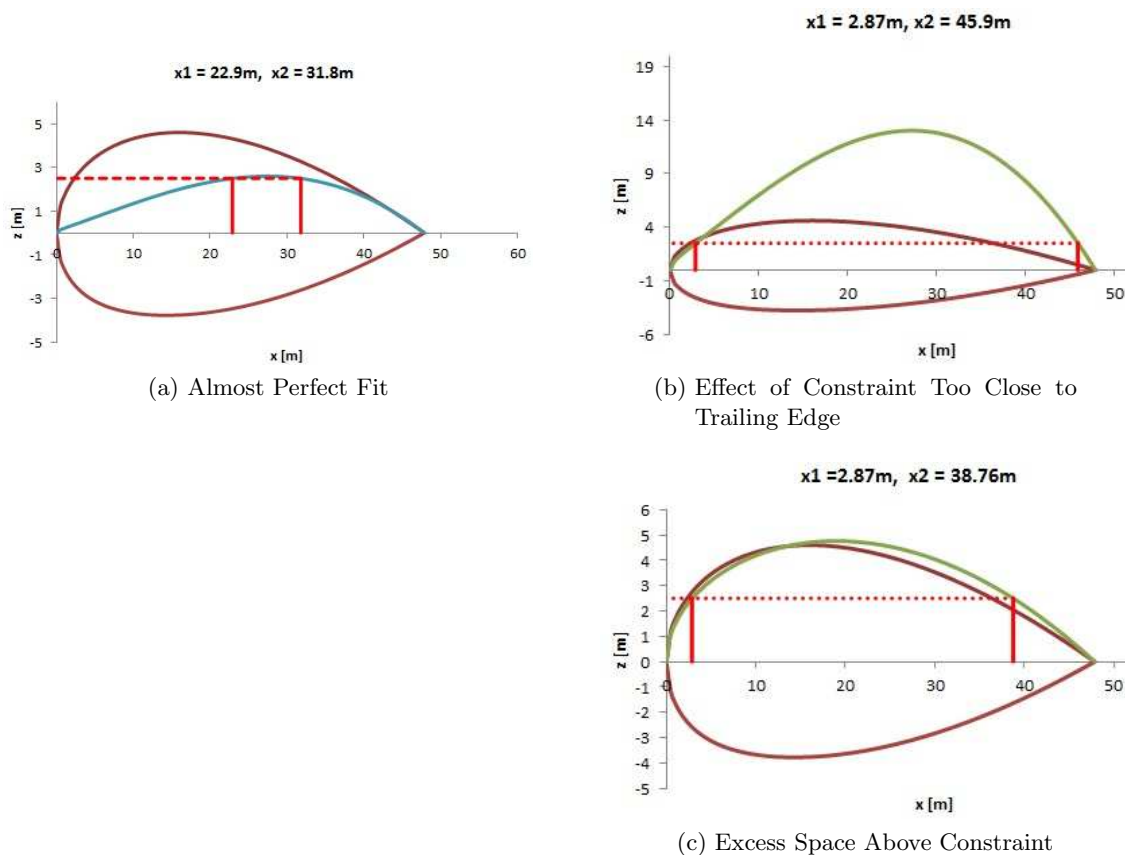 x1 = 22.9m, x2 = 31.8m
5
3
1
-1
-3
-5
z [m]
0 10 20 30 40 50 60
x [m]
(a) Almost Perfect Fit
x1 = 2.87m, x2 = 45.9m
19
14
9
4
-1
-6
z [m]
0 10 20 30 40 50
x [m]
(b) Effect of Constraint Too Close to
Trailing Edge
x1 =2.87m, x2 = 38.76m
6
5
4
3
2
1
0
-1
-2
-3
-4
-5
z [m]
0 10 20 30 40 50
x [m]
(c) Excess Space Above Constraint